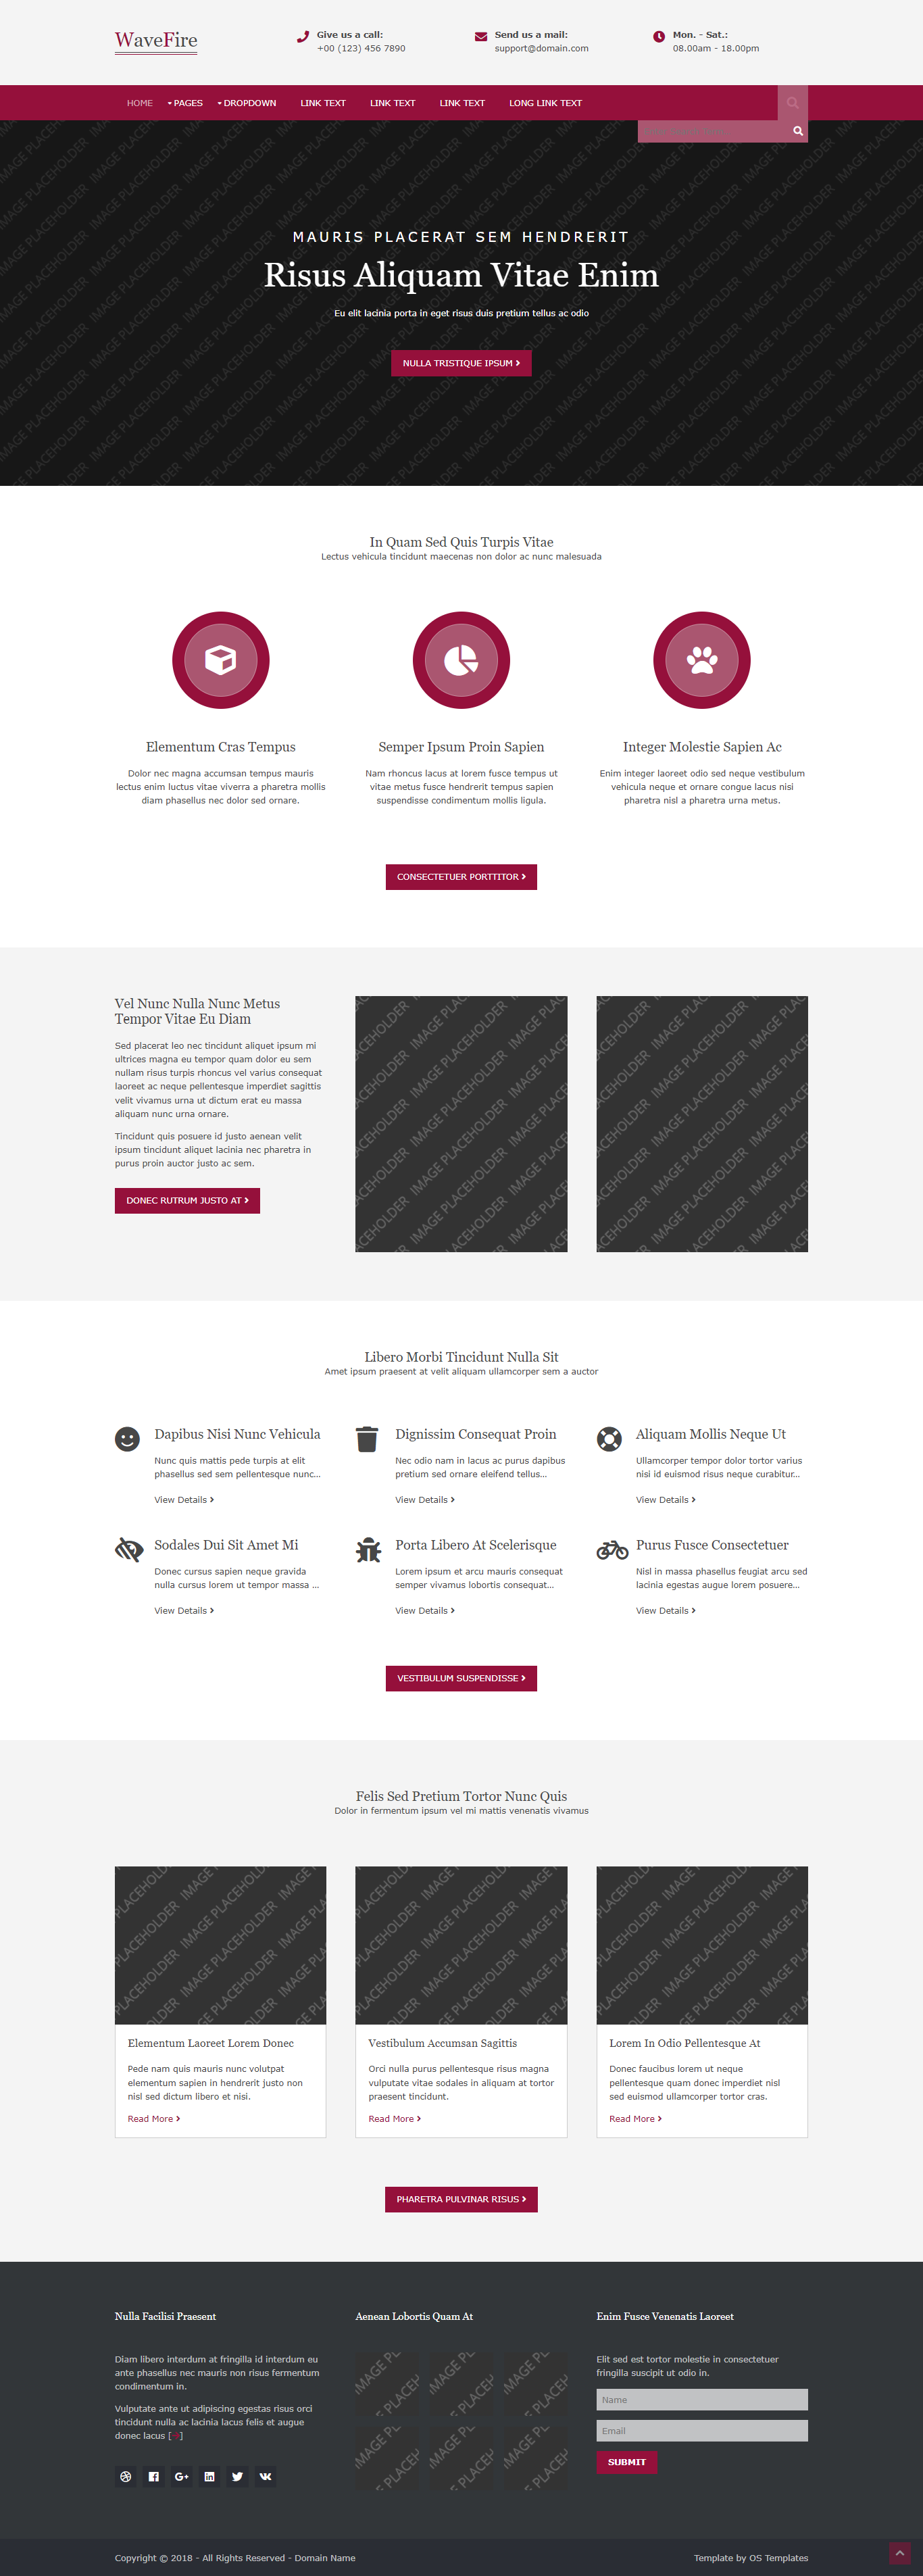 WaveFire
Give us a call:
+00 (123) 456 7890
Send us a mail:
support@domain.com
Mon. - Sat.:
08.00am - 18.00pm
HOME
PAGES
DROPDOWN
LINK TEXT
LINK TEXT
LINK TEXT
LONG LINK TEXT
MAURIS PLACERAT SEM HENDRERIT
Risus Aliquam Vitae Enim
Eu elit lacinia porta in eget risus duis pretium tellus ac odio
NULLA TRISTIQUE IPSUM
IMAGE PLACEHOLDER
In Quam Sed Quis Turpis Vitae
Lectus vehicula tincidunt maecenas non dolor ac nunc malesuada
Elementum Cras Tempus
Dolor nec magna accumsan tempus mauris
lectus enim luctus vitae viverra a pharetra mollis
diam phasellus nec dolor sed ornare.
Semper Ipsum Proin Sapien
Nam rhoncus lacus at lorem fusce tempus ut
vitae metus fusce hendrerit tempus sapien
suspendisse condimentum mollis ligula.
Integer Molestie Sapien Ac
Enim integer laoreet odio sed neque vestibulum
vehicula neque et ornare congue lacus nisi
pharetra nisl a pharetra urna metus.
CONSECTETUER PORTTITOR
Vel Nunc Nulla Nunc Metus
Tempor Vitae Eu Diam
Sed placerat leo nec tincidunt aliquet ipsum mi
ultrices magna eu tempor quam dolor eu sem
nullam risus turpis rhoncus vel varius consequat
laoreet ac neque pellentesque imperdiet sagittis
velit vivamus urna ut dictum erat eu massa
aliquam nunc urna ornare.
Tincidunt quis posuere id justo aenean velit
ipsum tincidunt aliquet lacinia nec pharetra in
purus proin auctor justo ac sem.
DONEC RUTRUM JUSTO AT
IMAGE PLACEHOLDER
IMAGE PLACEHOLDER
Libero Morbi Tincidunt Nulla Sit
Amet ipsum praesent at velit aliquam ullamcorper sem a auctor
Dapibus Nisi Nunc Vehicula
Nunc quis mattis pede turpis at elit
phasellus sed sem pellentesque nunc...
View Details
Dignissim Consequat Proin
Nec odio nam in lacus ac purus dapibus
pretium sed ornare eleifend tellus...
View Details
Aliquam Mollis Neque Ut
Ullamcorper tempor dolor tortor varius
nisi id euismod risus neque curabitur...
View Details
Sodales Dui Sit Amet Mi
Donec cursus sapien neque gravida
nulla cursus lorem ut tempor massa ...
View Details
Porta Libero At Scelerisque
Lorem ipsum et arcu mauris consequat
semper vivamus lobortis consequat...
View Details
Purus Fusce Consectetuer
Nisl in massa phasellus feugiat arcu sed
lacinia egestas augue lorem posuere...
View Details
VESTIBULUM SUSPENDISSE
Felis Sed Pretium Tortor Nunc Quis
Dolor in fermentum ipsum vel mi mattis venenatis vivamus
IMAGE PLACEHOLDER
IMAGE PLACEHOLDER
IMAGE PLACEHOLDER
Elementum Laoreet Lorem Donec
Pede nam quis mauris nunc volutpat
elementum sapien in hendrerit justo non
nisl sed dictum libero et nisi.
Read More
Vestibulum Accumsan Sagittis
Orci nulla purus pellentesque risus magna
vulputate vitae sodales in aliquam at tortor
praesent tincidunt.
Read More
Lorem In Odio Pellentesque At
Donec faucibus lorem ut neque
pellentesque quam donec imperdiet nisl
sed euismod ullamcorper tortor cras.
Read More
PHARETRA PULVINAR RISUS
Nulla Facilisi Praesent
Diam libero interdum at fringilla id interdum eu
ante phasellus nec mauris non risus fermentum
condimentum in.
Vulputate ante ut adipiscing egestas risus orci
tincidunt nulla ac lacinia lacus felis et augue
donec lacus [...]
Aenean Lobortis Quam At
Enim Fusce Venenatis Laoreet
Elit sed est tortor molestie in consectetuer
fringilla suscipit ut odio in.
Name
Email
SUBMIT
Copyright © 2018 - All Rights Reserved - Domain Name
Template by OS Templates